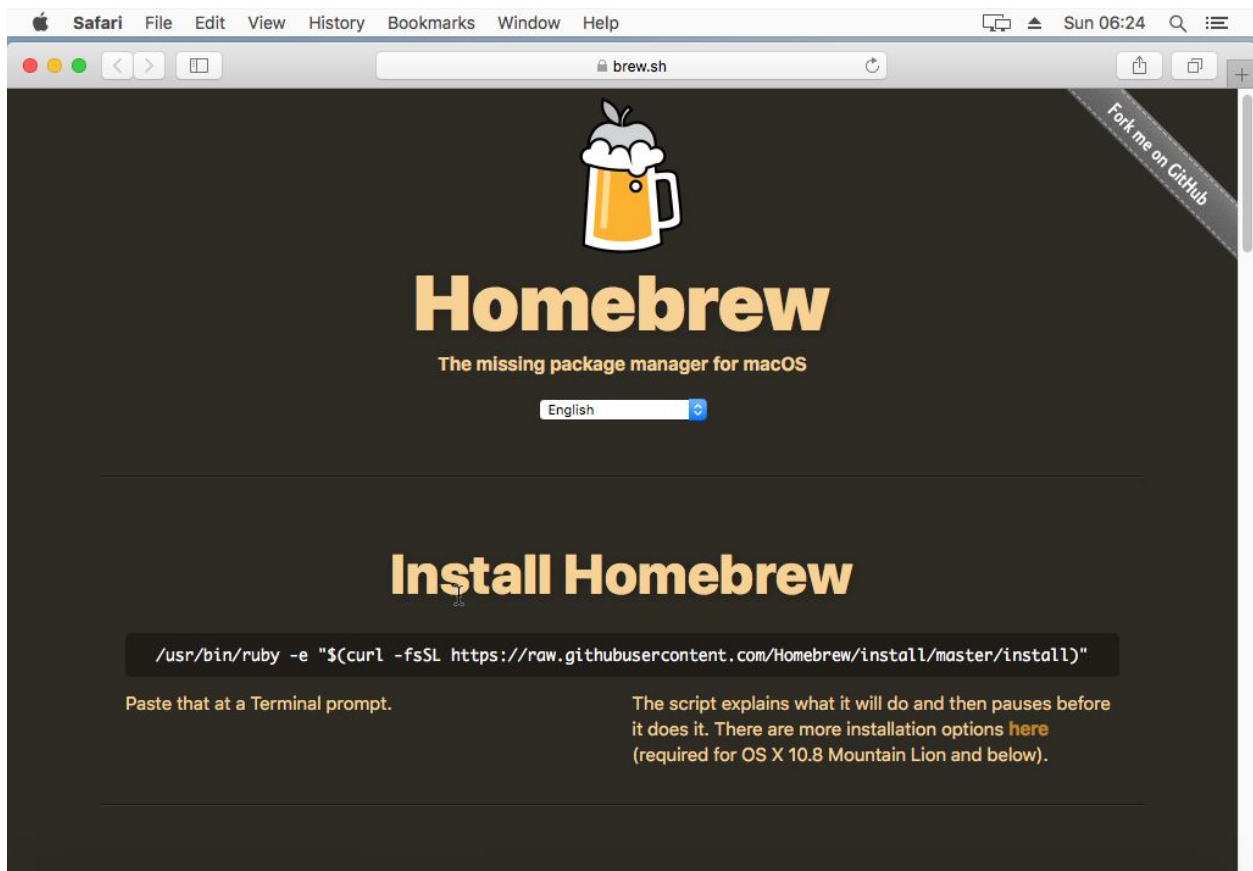 Safari File Edit View History Bookmarks Window Help Sun 06:24
brew.sh
Fork me on GitHub
Homebrew
The missing package manager for macOS
English
Install Homebrew
/usr/bin/ruby -e "$(curl -fsSL https://raw.githubusercontent.com/Homebrew/install/master/install)"
Paste that at a Terminal prompt.
The script explains what it will do and then pauses before
it does it. There are more installation options here
(required for OS X 10.8 Mountain Lion and below).